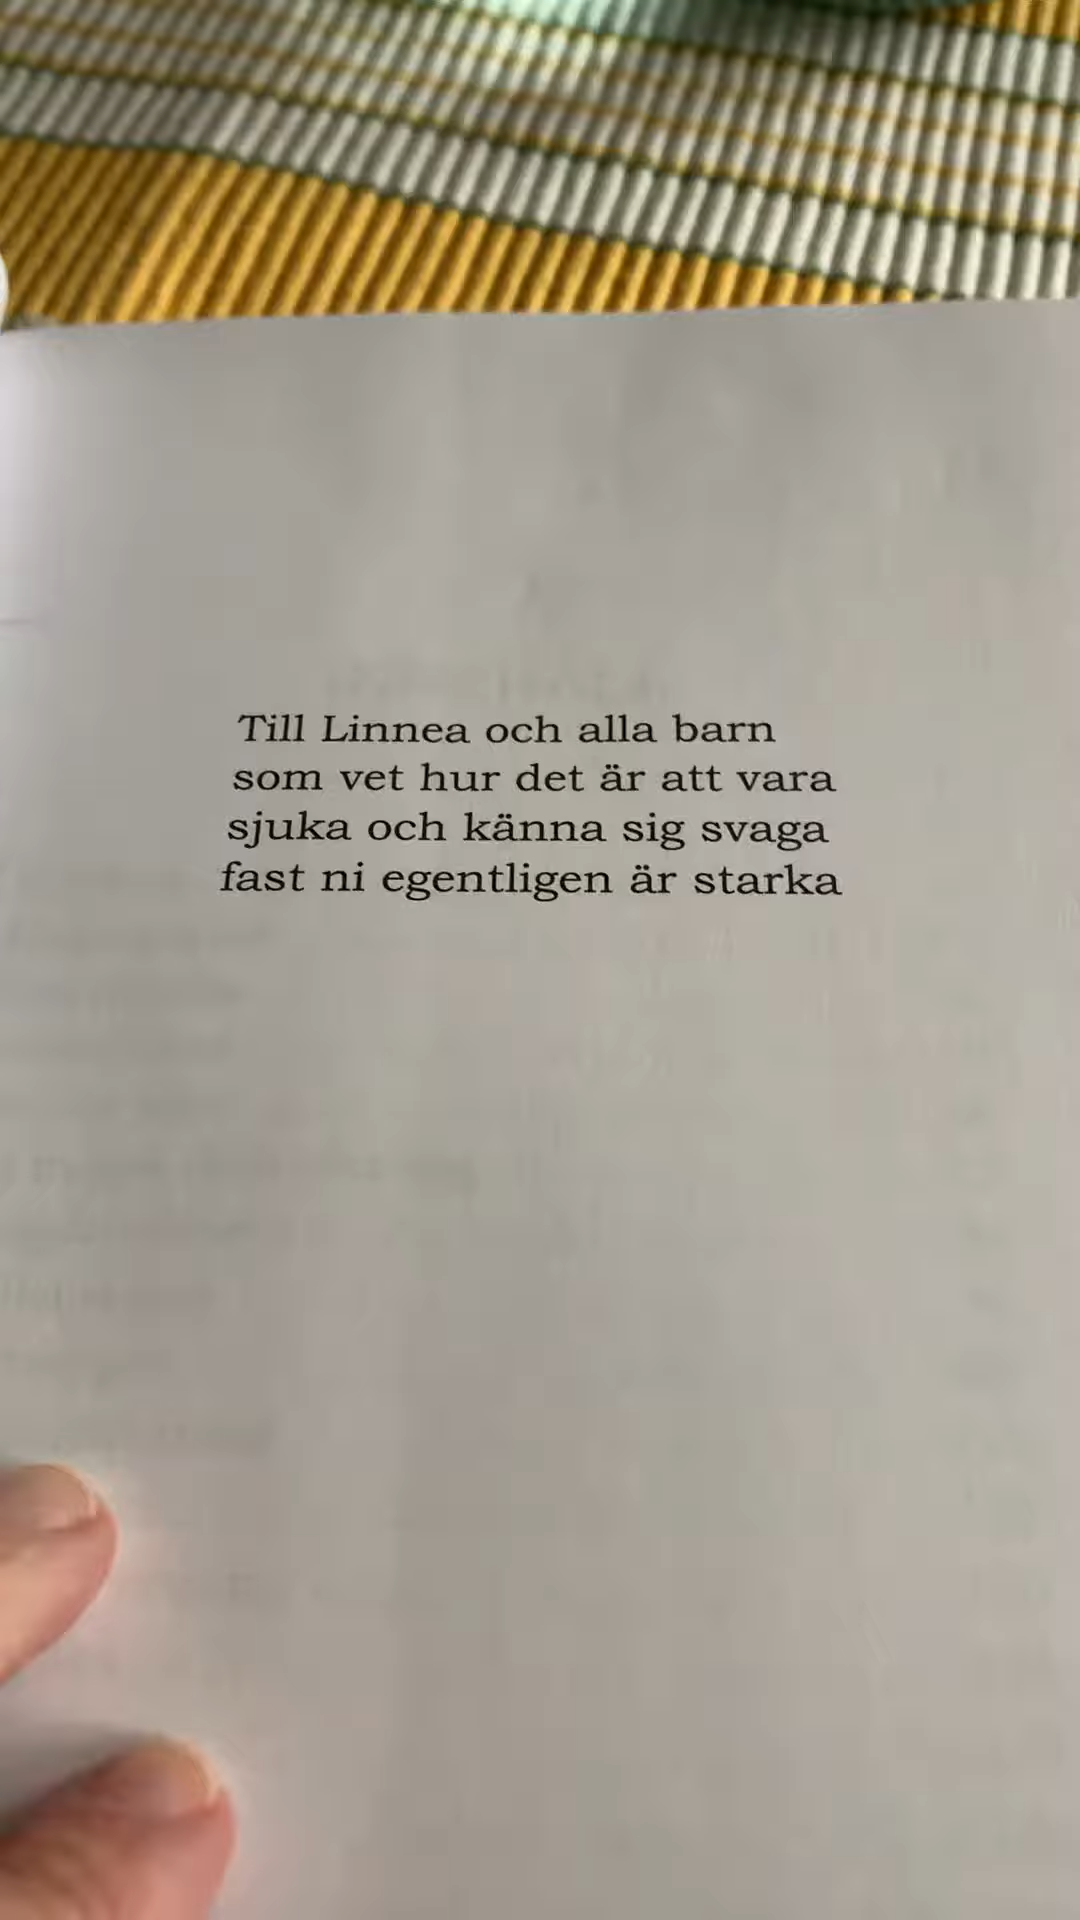 Till Linnea och alla barn
som vet hur det är att vara
sjuka och känna sig svaga
fast ni egentligen är starka